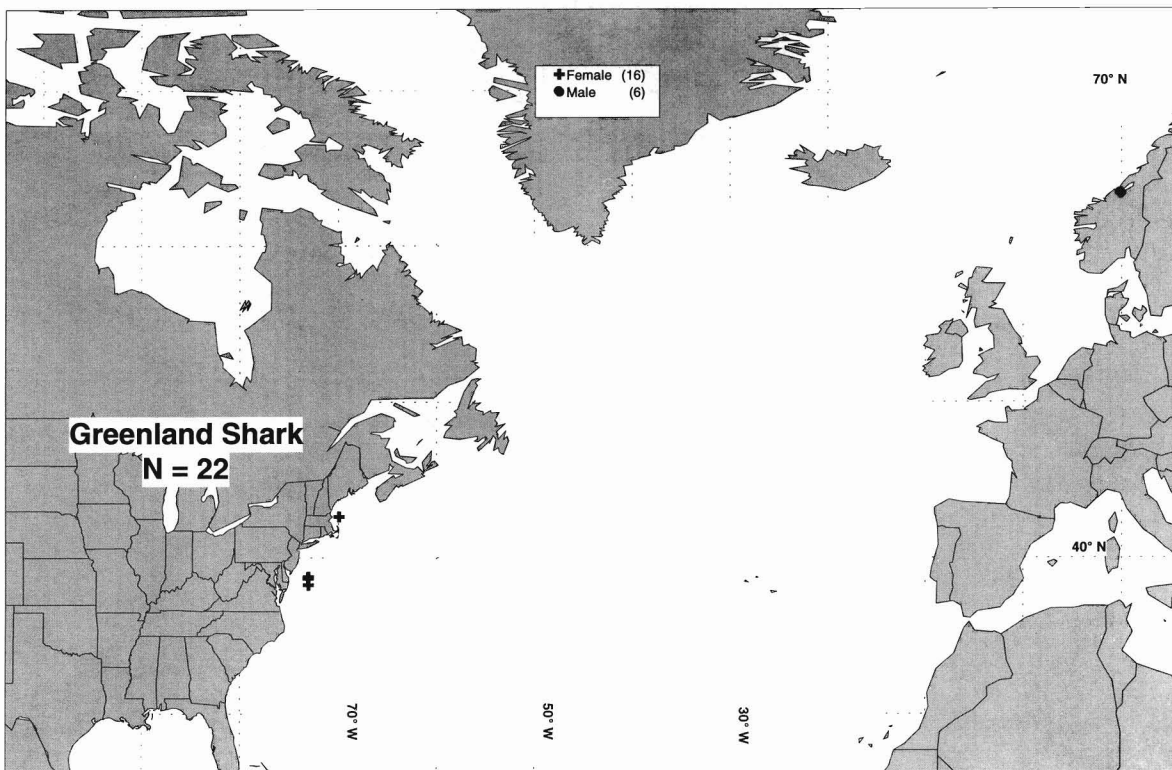 ✚Female (16)
●Male (6)
70° N
Greenland Shark
N = 22
40° N
70° W
50° W
30° W